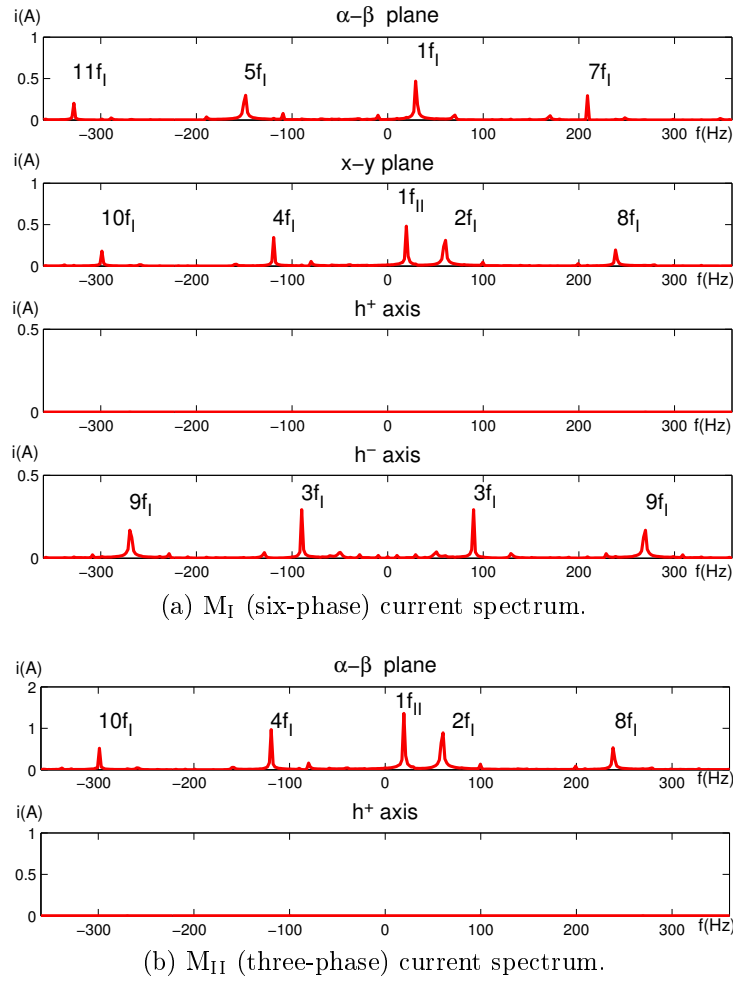 i(A) α−β plane
1
0.5
0
11f_I 5f_I 1f_I 7f_I
−300 −200 −100 0 100 200 300 f(Hz)
i(A) x−y plane
1
0.5
0
10f_I 4f_I 1f_II 2f_I 8f_I
−300 −200 −100 0 100 200 300 f(Hz)
i(A) h⁺ axis
0.5
0
−300 −200 −100 0 100 200 300 f(Hz)
i(A) h⁻ axis
0.5
0
9f_I 3f_I 3f_I 9f_I
−300 −200 −100 0 100 200 300 f(Hz)
(a) M_I (six-phase) current spectrum.
i(A) α−β plane
2
1
0
10f_I 4f_I 1f_II 2f_I 8f_I
−300 −200 −100 0 100 200 300 f(Hz)
i(A) h⁺ axis
1
0.5
0
−300 −200 −100 0 100 200 300 f(Hz)
(b) M_II (three-phase) current spectrum.